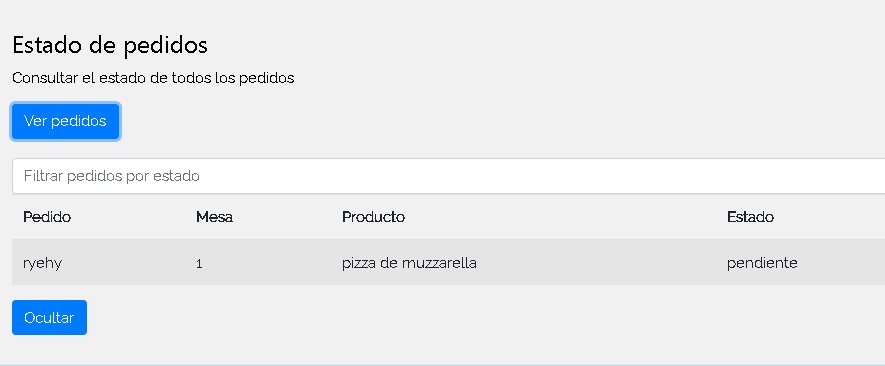 Estado de pedidos
Consultar el estado de todos los pedidos
Ver pedidos
Filtrar pedidos por estado
Pedido Mesa Producto Estado
ryehy 1 pizza de muzzarella pendiente
Ocultar